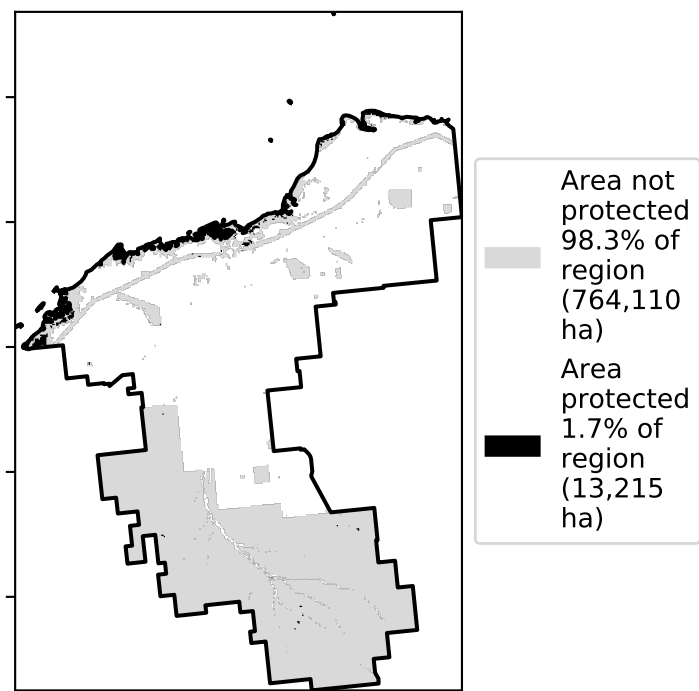 Area not
protected
98.3% of
region
(764,110
ha)
Area
protected
1.7% of
region
(13,215
ha)